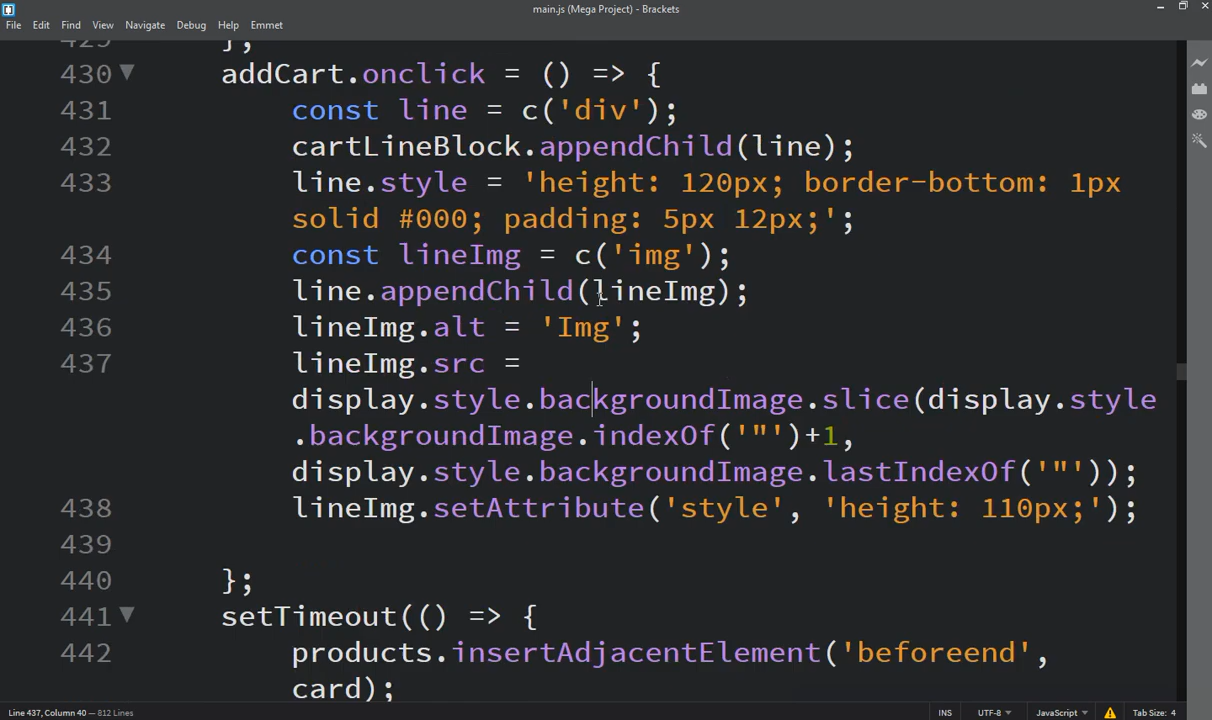 main.js (Mega Project) - Brackets
File Edit Find View Navigate Debug Help Emmet
429 };
430 addCart.onclick = () => {
431 const line = c('div');
432 cartLineBlock.appendChild(line);
433 line.style = 'height: 120px; border-bottom: 1px
solid #000; padding: 5px 12px;';
434 const lineImg = c('img');
435 line.appendChild(lineImg);
436 lineImg.alt = 'Img';
437 lineImg.src =
display.style.backgroundImage.slice(display.style
.backgroundImage.indexOf('"')+1,
display.style.backgroundImage.lastIndexOf('"'));
438 lineImg.setAttribute('style', 'height: 110px;');
439
440 };
441 setTimeout(() => {
442 products.insertAdjacentElement('beforeend',
card);
Line 437, Column 40 — 812 Lines INS UTF-8 JavaScript Tab Size: 4